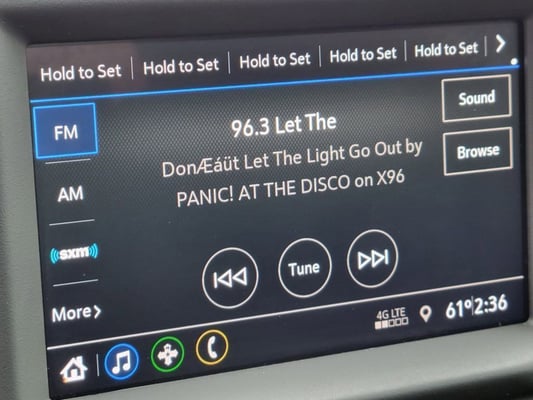 Hold to Set Hold to Set Hold to Set Hold to Set Hold to Set
FM
96.3 Let The
Sound
DonÆáüt Let The Light Go Out by
Browse
PANIC! AT THE DISCO on X96
AM
sxm
Tune
More
4G LTE
61° 2:36